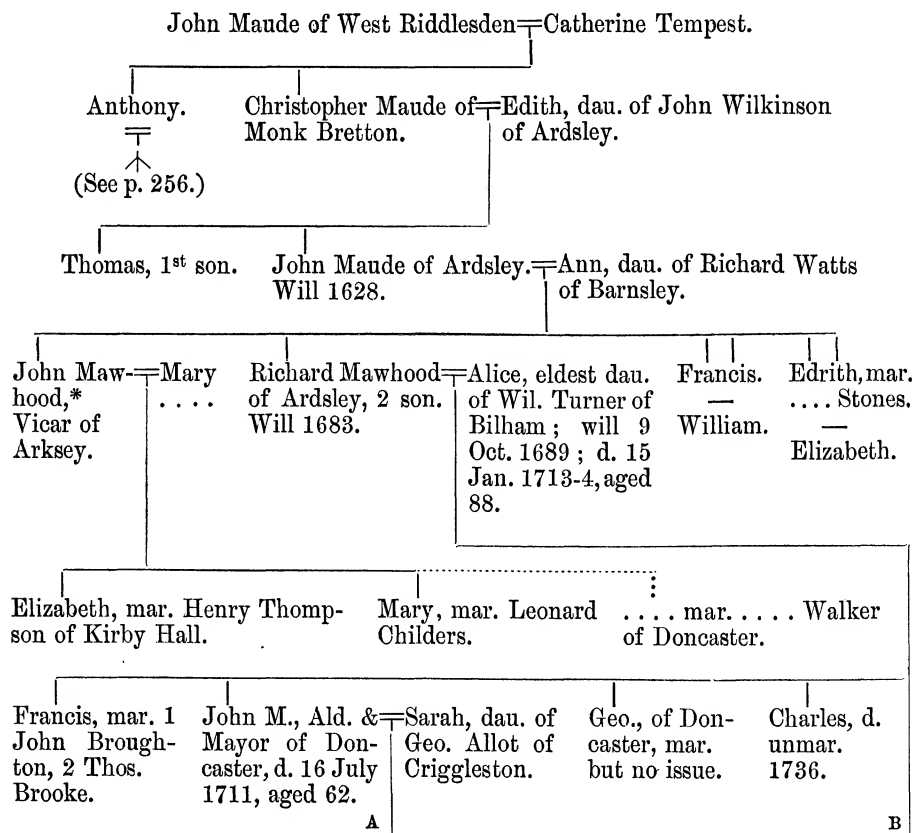 John Maude of West Riddlesden Catherine Tempest.
Anthony.
(See p. 256.)
Christopher Maude of
Monk Bretton.
Edith, dau. of John Wilkinson
of Ardsley.
Thomas, 1st son.
John Maude of Ardsley.
Will 1628.
Ann, dau. of Richard Watts
of Barnsley.
John Maw-
hood,*
Vicar of
Arksey.
Mary
. . . .
Richard Mawhood
of Ardsley, 2 son.
Will 1683.
Alice, eldest dau.
of Wil. Turner of
Bilham ; will 9
Oct. 1689 ; d. 15
Jan. 1713-4, aged
88.
Francis.
—
William.
Edrith, mar.
.... Stones.
—
Elizabeth.
Elizabeth, mar. Henry Thomp-
son of Kirby Hall.
Mary, mar. Leonard
Childers.
. . . . mar. . . . . Walker
of Doncaster.
Francis, mar. 1
John Brough-
ton, 2 Thos.
Brooke.
John M., Ald. &
Mayor of Don-
caster, d. 16 July
1711, aged 62.
Sarah, dau. of
Geo. Allot of
Criggleston.
Geo., of Don-
caster, mar.
but no issue.
Charles, d.
unmar.
1736.
A
B